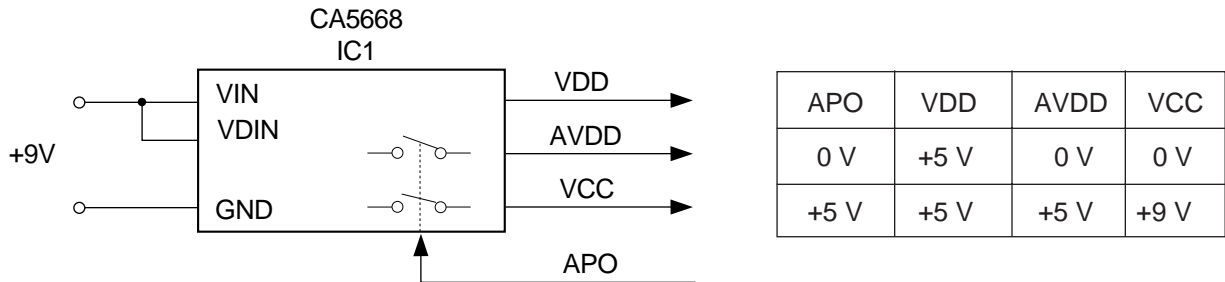 CA5668
IC1
VIN
VDIN
+9V
GND
VDD
AVDD
VCC
APO
APO VDD AVDD VCC
0 V +5 V 0 V 0 V
+5 V +5 V +5 V +9 V